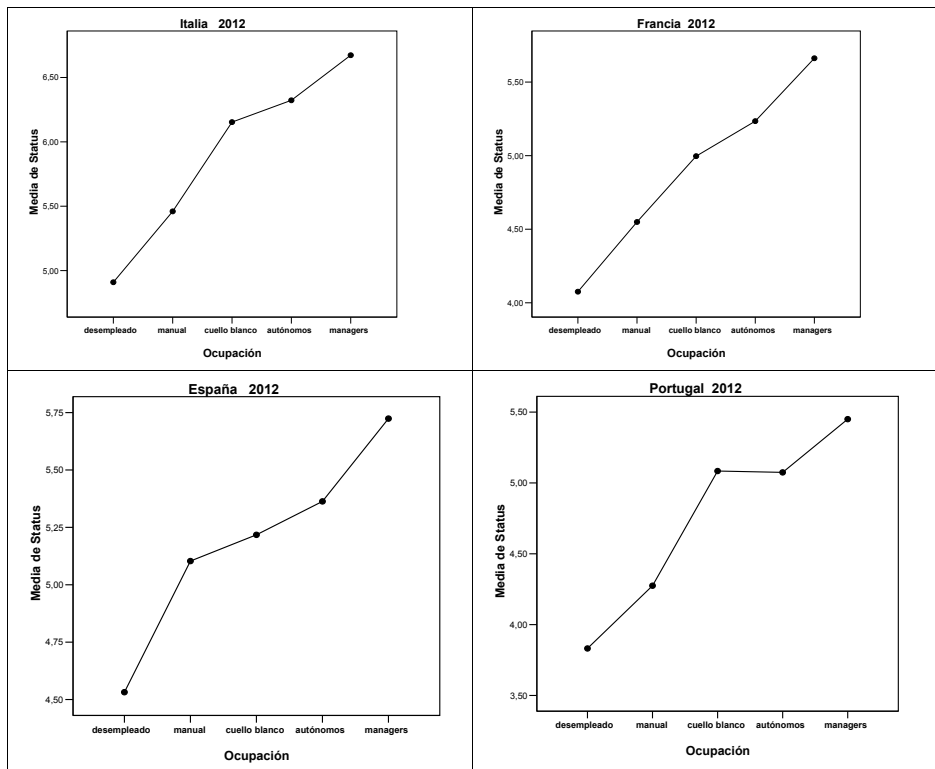 Italia 2012
Media de Status
6,50
6,00
5,50
5,00
desempleado manual cuello blanco autónomos managers
Ocupación
Francia 2012
Media de Status
5,50
5,00
4,50
4,00
desempleado manual cuello blanco autónomos managers
Ocupación
España 2012
Media de Status
5,75
5,50
5,25
5,00
4,75
4,50
desempleado manual cuello blanco autónomos managers
Ocupación
Portugal 2012
Media de Status
5,50
5,00
4,50
4,00
3,50
desempleado manual cuello blanco autónomos managers
Ocupación